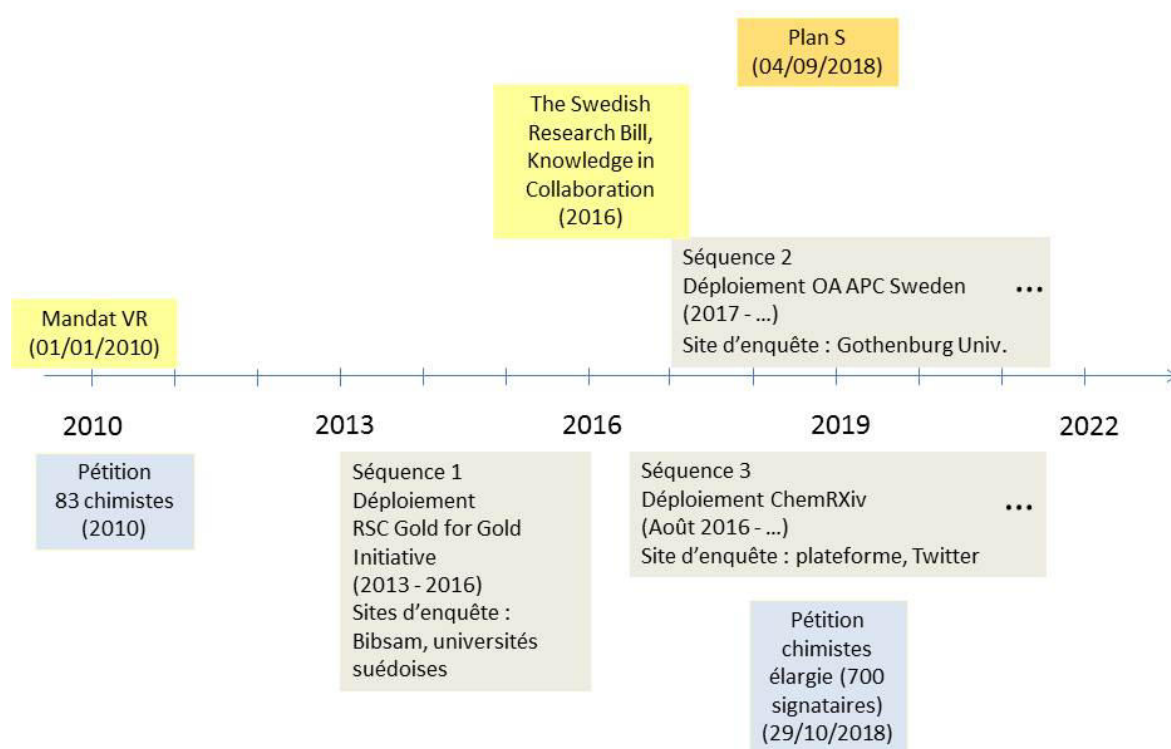 Plan S
(04/09/2018)
The Swedish
Research Bill,
Knowledge in
Collaboration
(2016)
Séquence 2
Déploiement OA APC Sweden
(2017 - ...)
Site d'enquête : Gothenburg Univ.
...
Mandat VR
(01/01/2010)
2010
2013
2016
2019
2022
Pétition
83 chimistes
(2010)
Séquence 1
Déploiement
RSC Gold for Gold
Initiative
(2013 - 2016)
Sites d'enquête :
Bibsam, universités
suédoises
Séquence 3
Déploiement ChemRXiv
(Août 2016 - ...)
Site d'enquête : plateforme, Twitter
...
Pétition
chimistes
élargie (700
signataires)
(29/10/2018)